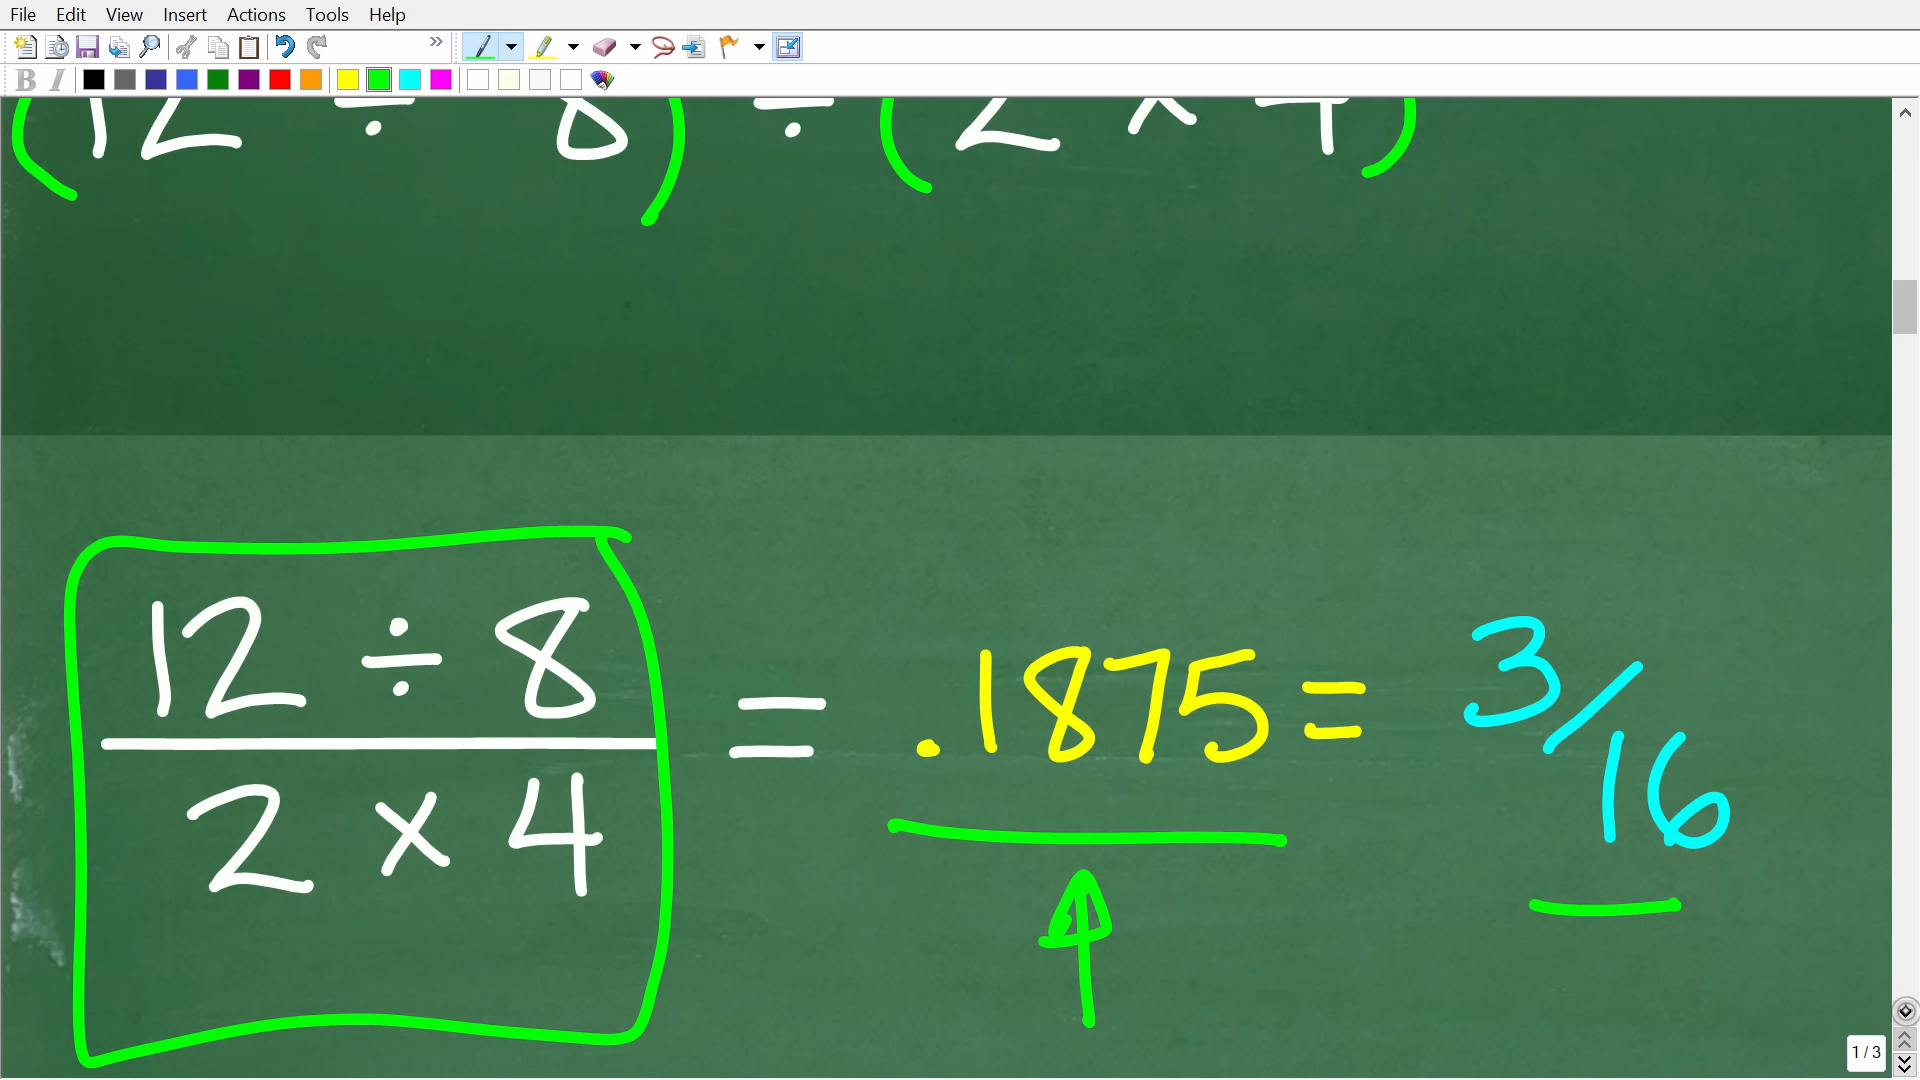 File Edit View Insert Actions Tools Help
B I
(12 ÷ 8) ÷ (2 × 4)
12 ÷ 8
2 × 4
= .1875 = 3/16
1 / 3